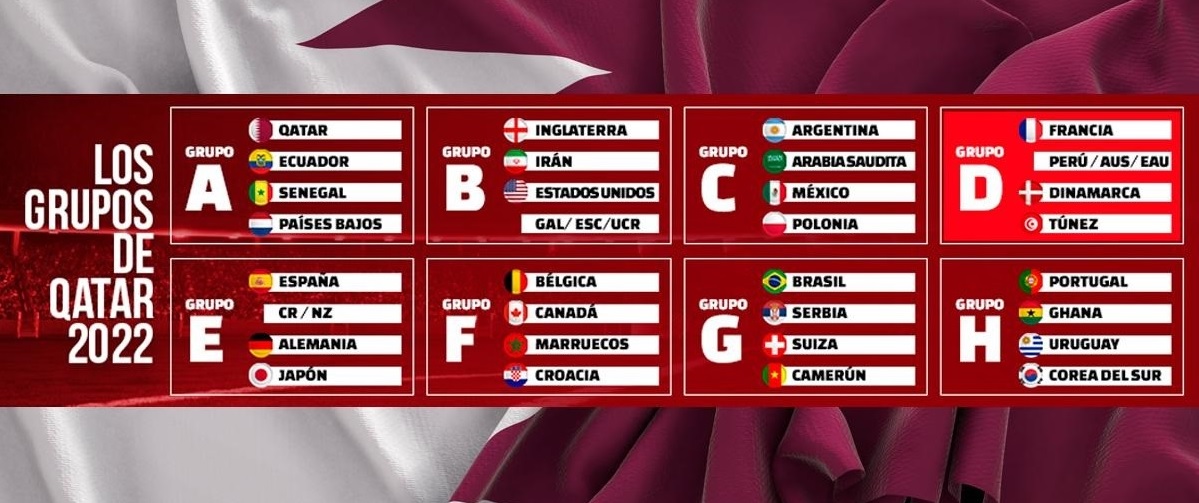 LOS
GRUPOS
DE
QATAR
2022
GRUPO
A
QATAR
ECUADOR
SENEGAL
PAÍSES BAJOS
GRUPO
B
INGLATERRA
IRÁN
ESTADOS UNIDOS
GAL/ ESC/UCR
GRUPO
C
ARGENTINA
ARABIA SAUDITA
MÉXICO
POLONIA
GRUPO
D
FRANCIA
PERÚ / AUS / EAU
DINAMARCA
TÚNEZ
GRUPO
E
ESPAÑA
CR / NZ
ALEMANIA
JAPÓN
GRUPO
F
BÉLGICA
CANADÁ
MARRUECOS
CROACIA
GRUPO
G
BRASIL
SERBIA
SUIZA
CAMERÚN
GRUPO
H
PORTUGAL
GHANA
URUGUAY
COREA DEL SUR